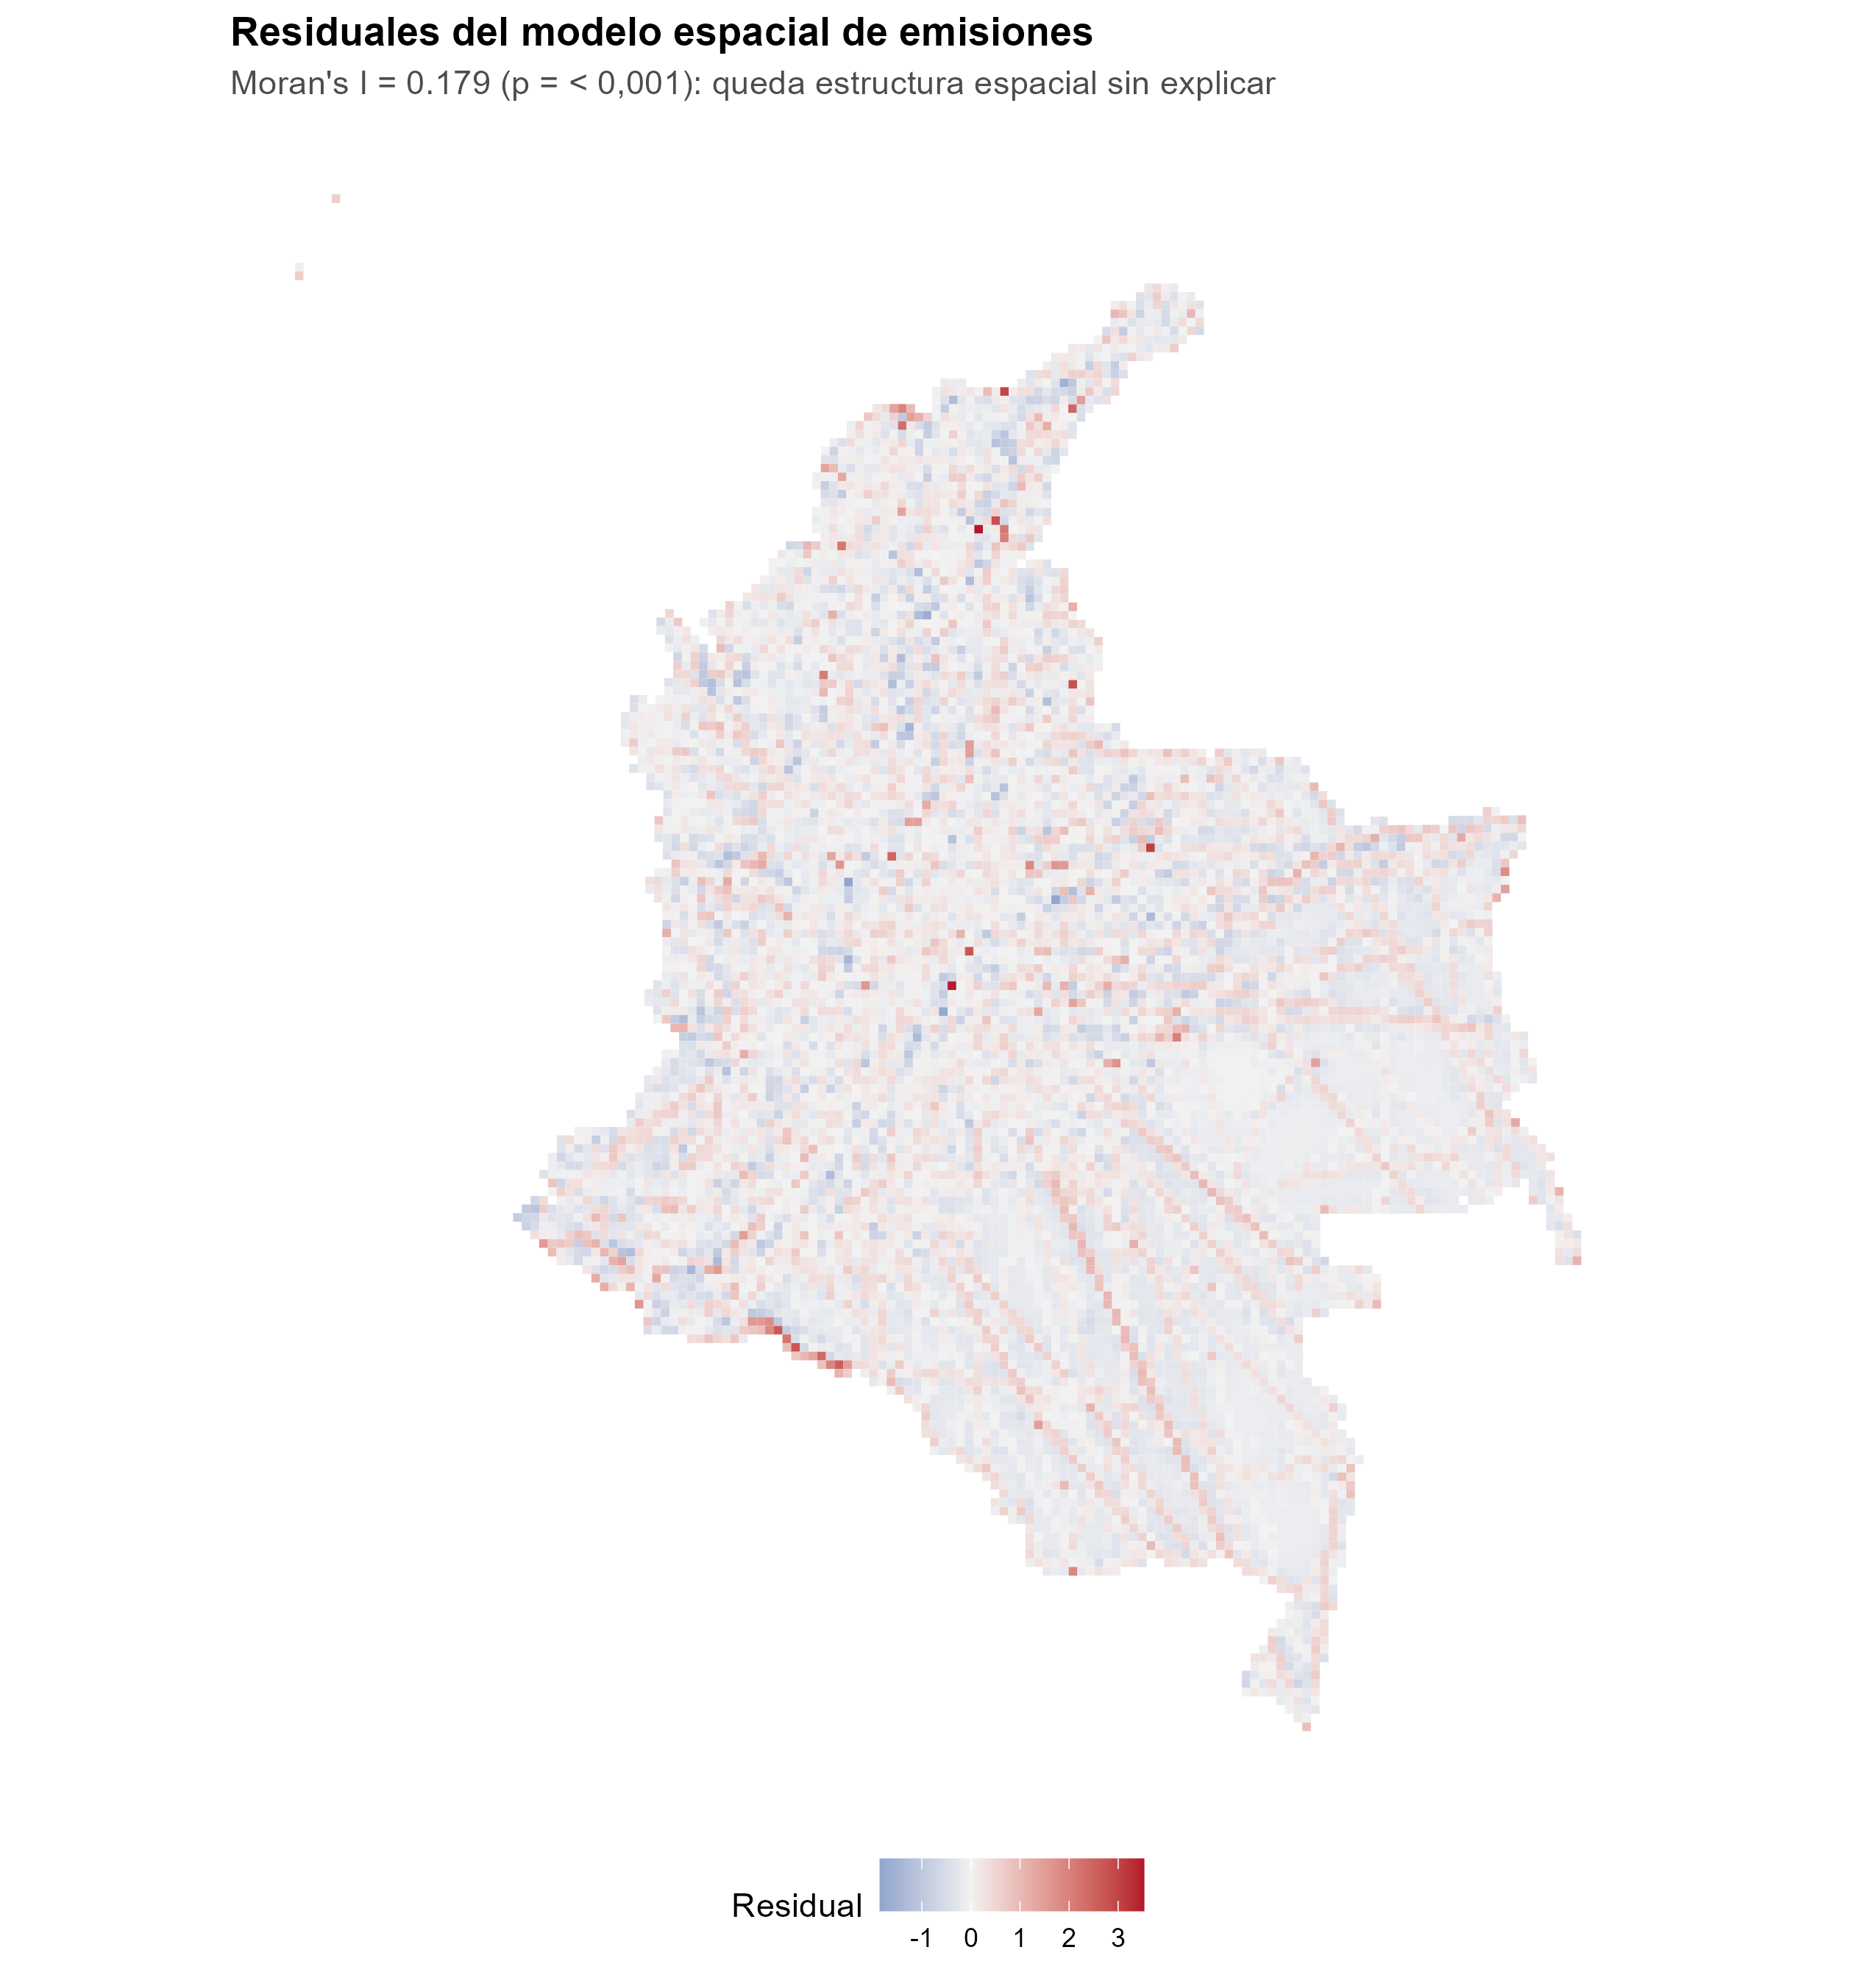 Residuales del modelo espacial de emisiones
Moran's I = 0.179 (p = < 0,001): queda estructura espacial sin explicar
Residual
-1 0 1 2 3